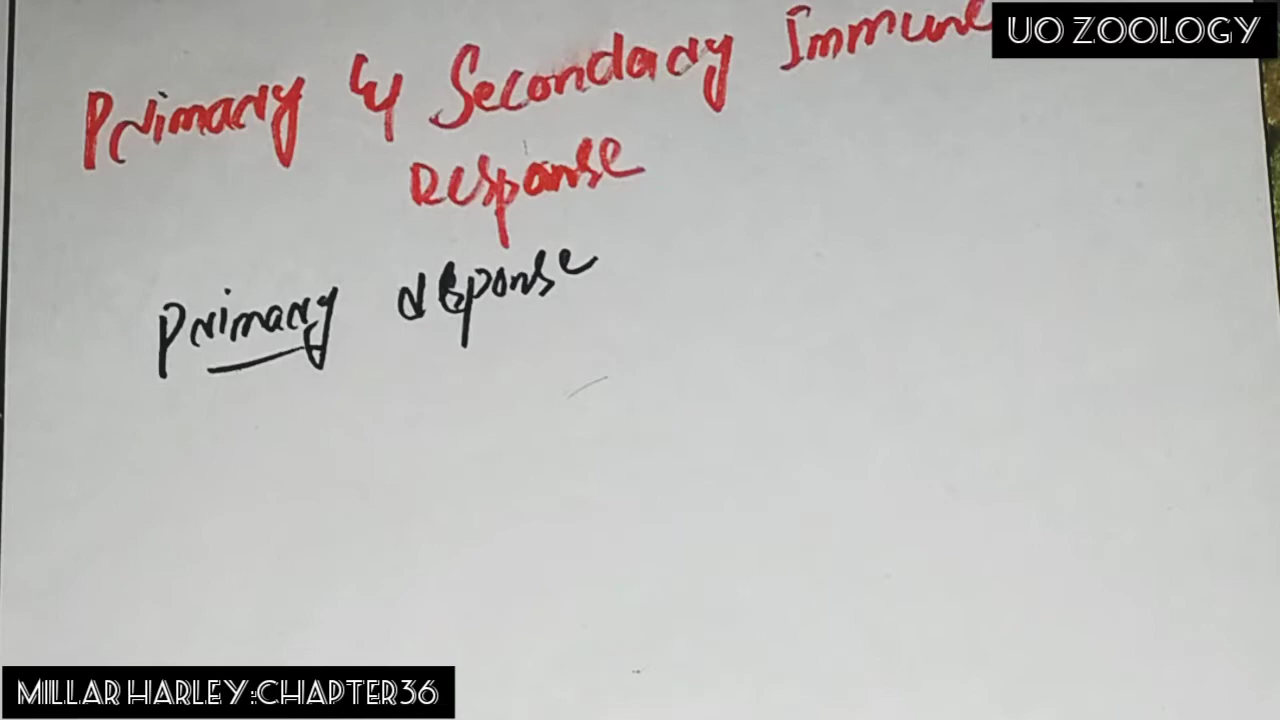 UO ZOOLOGY
Primary & Secondary Immune
Response
Primary response
MILLAR HARLEY :CHAPTER36